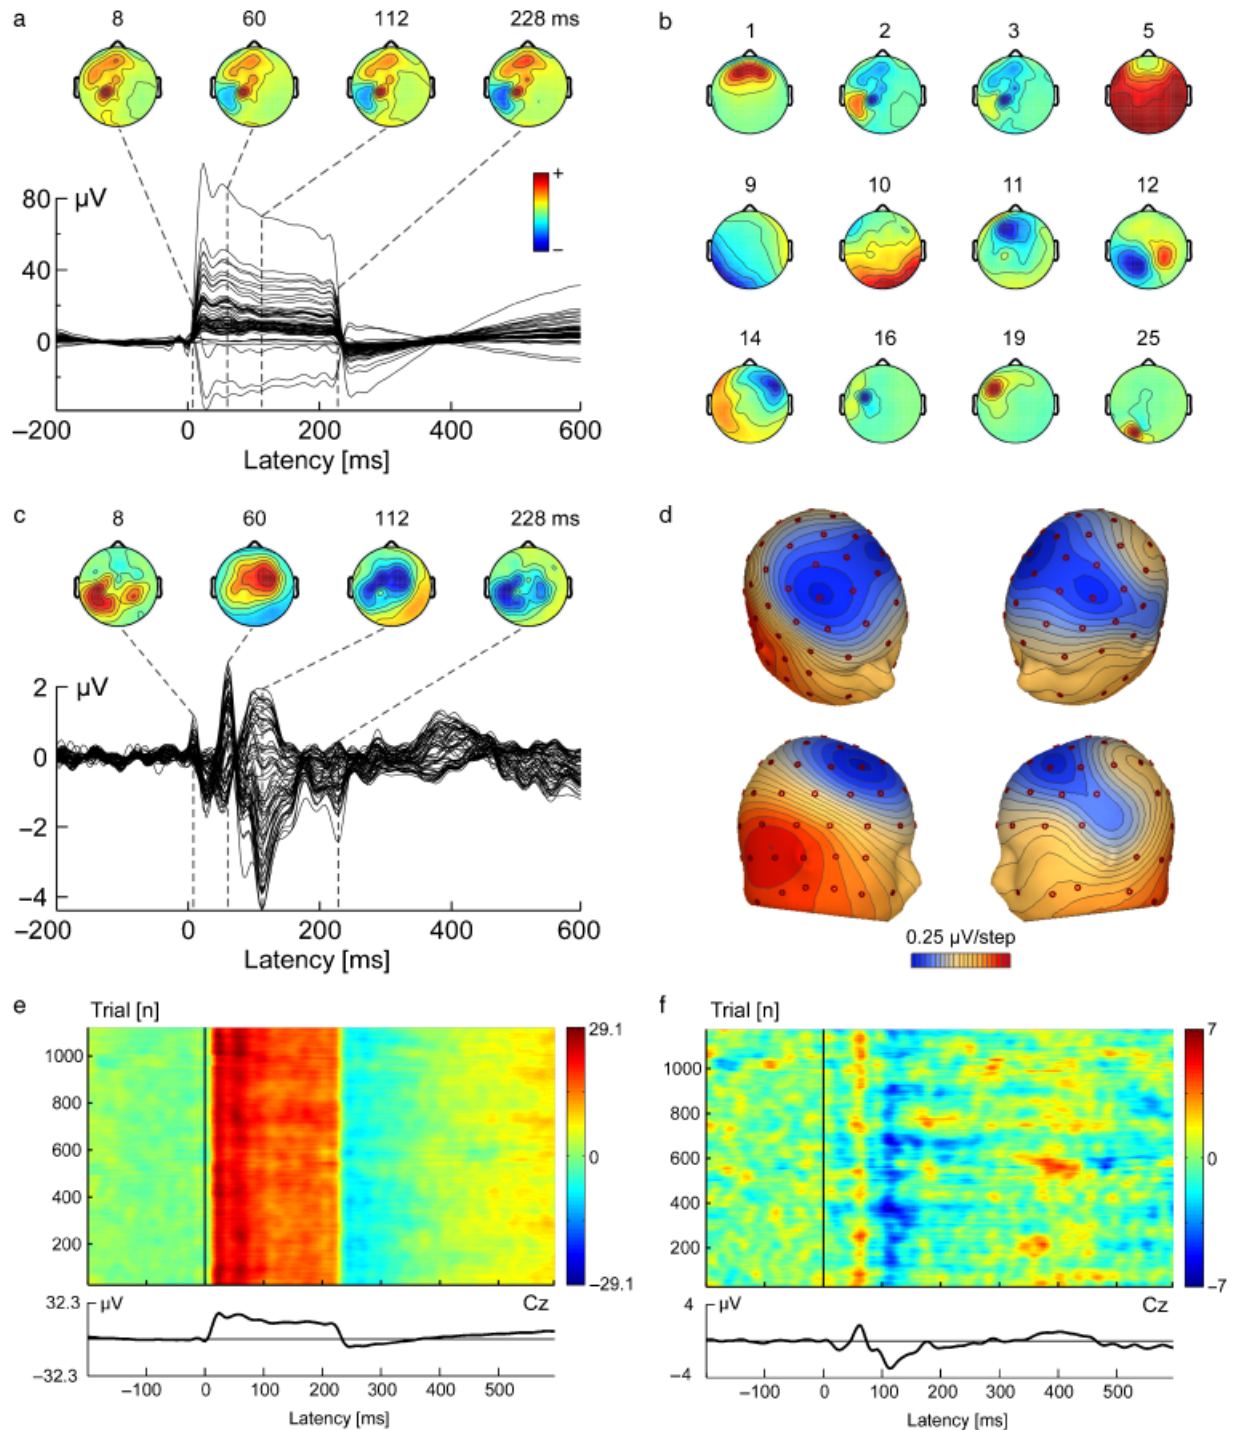 a
8 60 112 228 ms
µV
+
−
80
40
0
−200 0 200 400 600
Latency [ms]
b
1 2 3 5
9 10 11 12
14 16 19 25
c
8 60 112 228 ms
µV
2
0
−2
−4
−200 0 200 400 600
Latency [ms]
d
0.25 µV/step
e
Trial [n]
29.1
0
−29.1
1000
800
600
400
200
32.3
µV
Cz
−32.3
−100 0 100 200 300 400 500
Latency [ms]
f
Trial [n]
7
0
−7
1000
800
600
400
200
4
µV
Cz
−4
−100 0 100 200 300 400 500
Latency [ms]